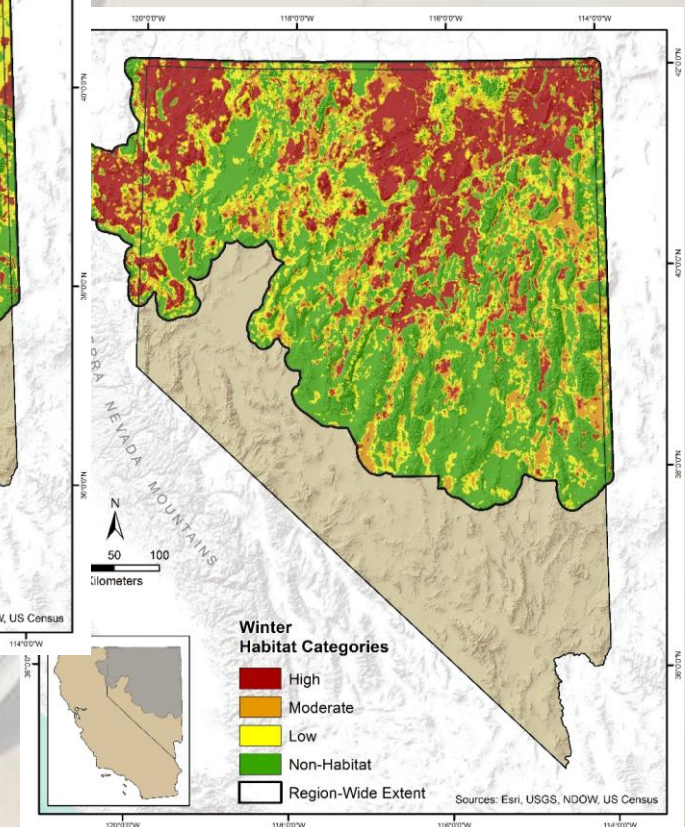 120°0'0"W 118°0'0"W 116°0'0"W 114°0'0"W
42°0'0"N
40°0'0"N
40°0'0"N
38°0'0"N
38°0'0"N
36°0'0"N
NEVADA MOUNTAINS
N
50 100
Kilometers
US Census
114°0'0"W
36°0'0"N
Winter
Habitat Categories
High
Moderate
Low
Non-Habitat
Region-Wide Extent
Sources: Esri, USGS, NDOW, US Census
120°0'0"W 118°0'0"W 116°0'0"W 114°0'0"W